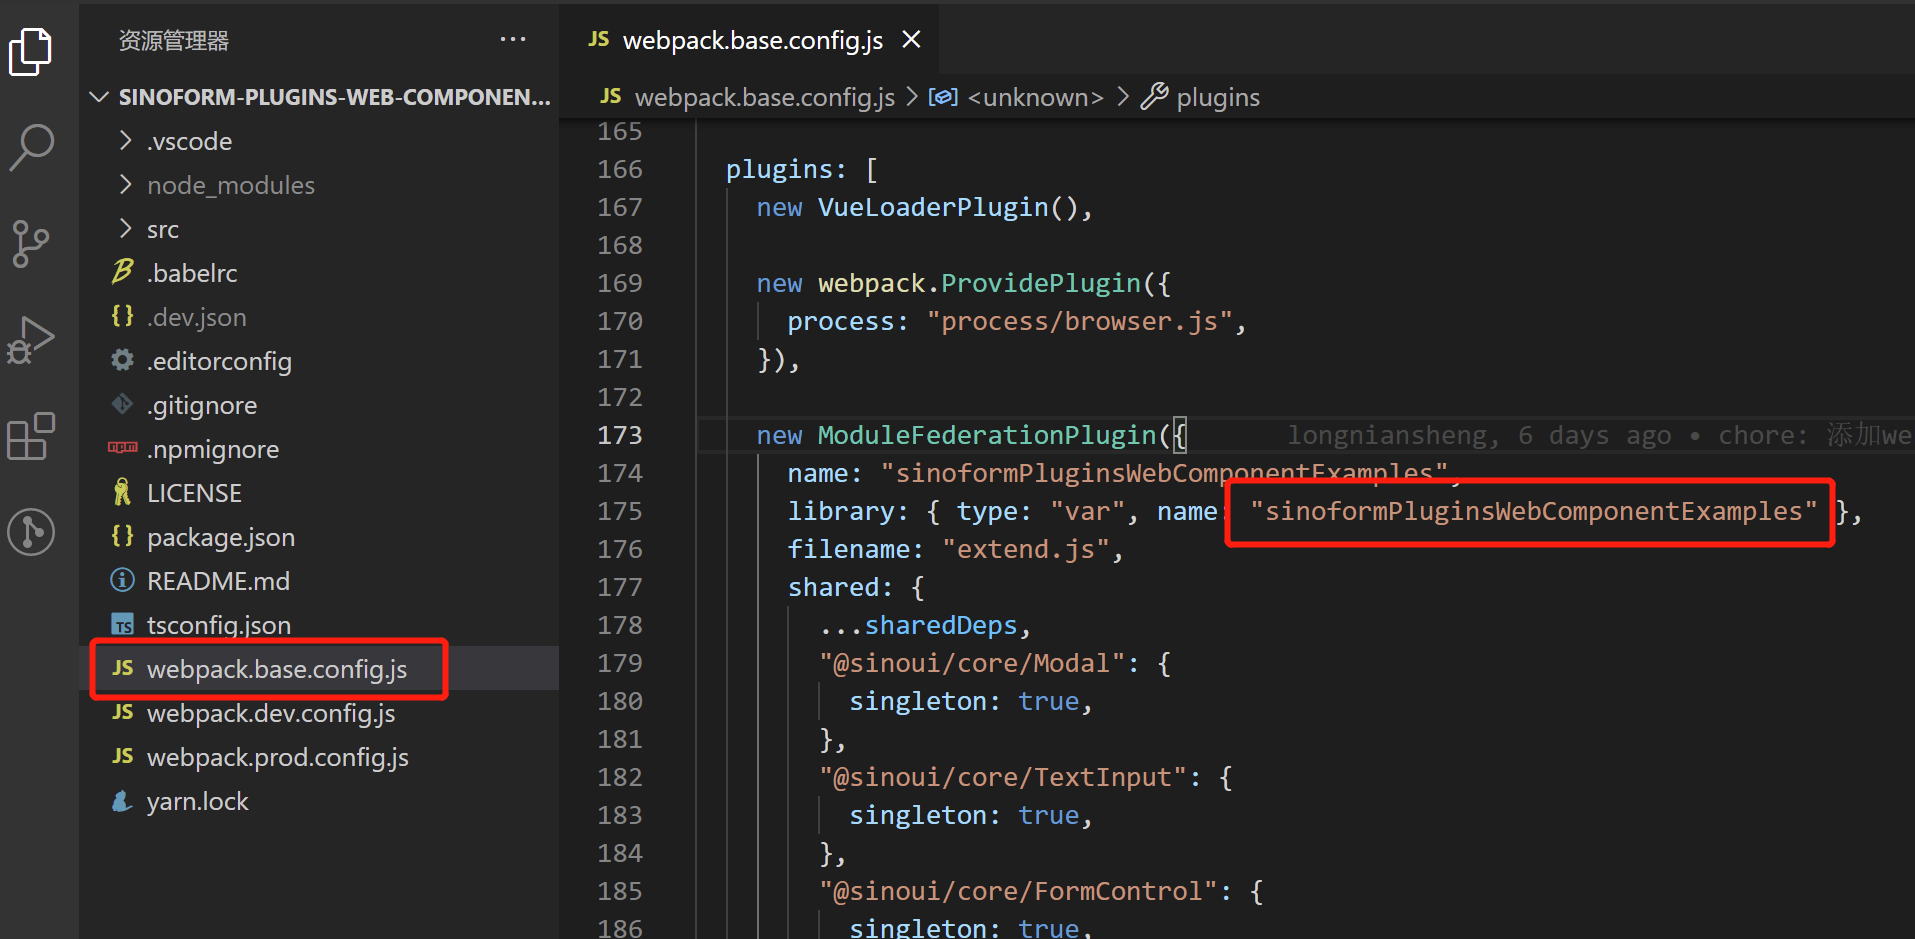 资源管理器 ···
SINOFORM-PLUGINS-WEB-COMPONEN...
.vscode
node_modules
src
.babelrc
.dev.json
.editorconfig
.gitignore
.npmignore
LICENSE
package.json
README.md
tsconfig.json
JS webpack.base.config.js
JS webpack.dev.config.js
JS webpack.prod.config.js
yarn.lock
JS webpack.base.config.js ×
JS webpack.base.config.js > <unknown> > plugins
165
166 plugins: [
167 new VueLoaderPlugin(),
168
169 new webpack.ProvidePlugin({
170 process: "process/browser.js",
171 }),
172
173 new ModuleFederationPlugin({ longniansheng, 6 days ago • chore: 添加we
174 name: "sinoformPluginsWebComponentExamples",
175 library: { type: "var", name: "sinoformPluginsWebComponentExamples" },
176 filename: "extend.js",
177 shared: {
178 ...sharedDeps,
179 "@sinoui/core/Modal": {
180 singleton: true,
181 },
182 "@sinoui/core/TextInput": {
183 singleton: true,
184 },
185 "@sinoui/core/FormControl": {
186 singleton: true,